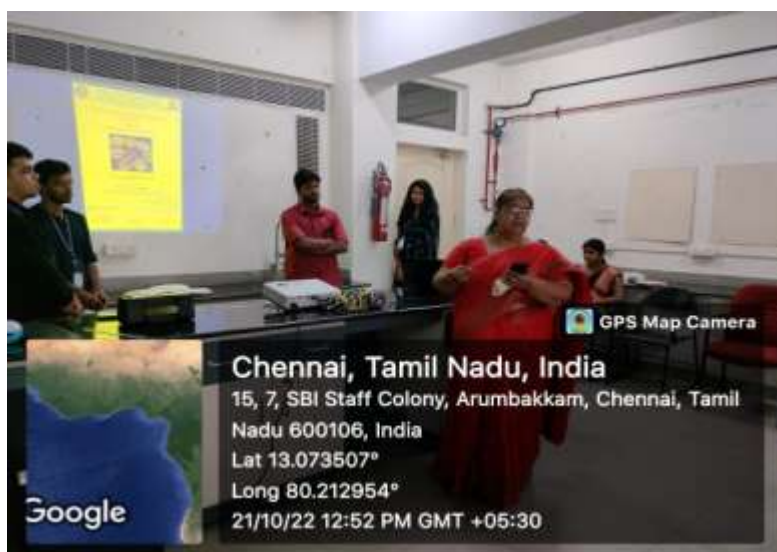 GPS Map Camera
Chennai, Tamil Nadu, India
15, 7, SBI Staff Colony, Arumbakkam, Chennai, Tamil
Nadu 600106, India
Lat 13.073507°
Long 80.212954°
21/10/22 12:52 PM GMT +05:30
Google